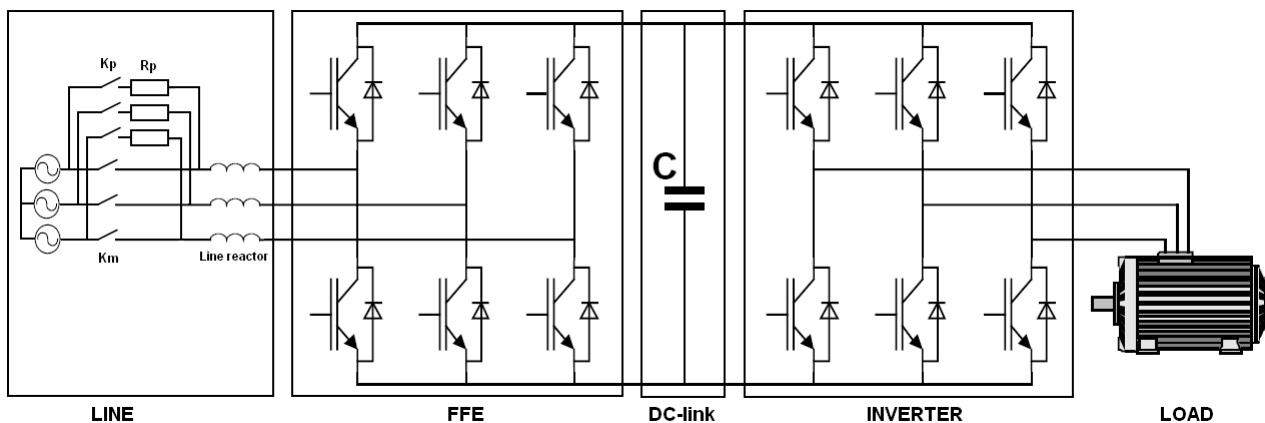 Kp Rp
C
Km Line reactor
LINE FFE DC-link INVERTER LOAD